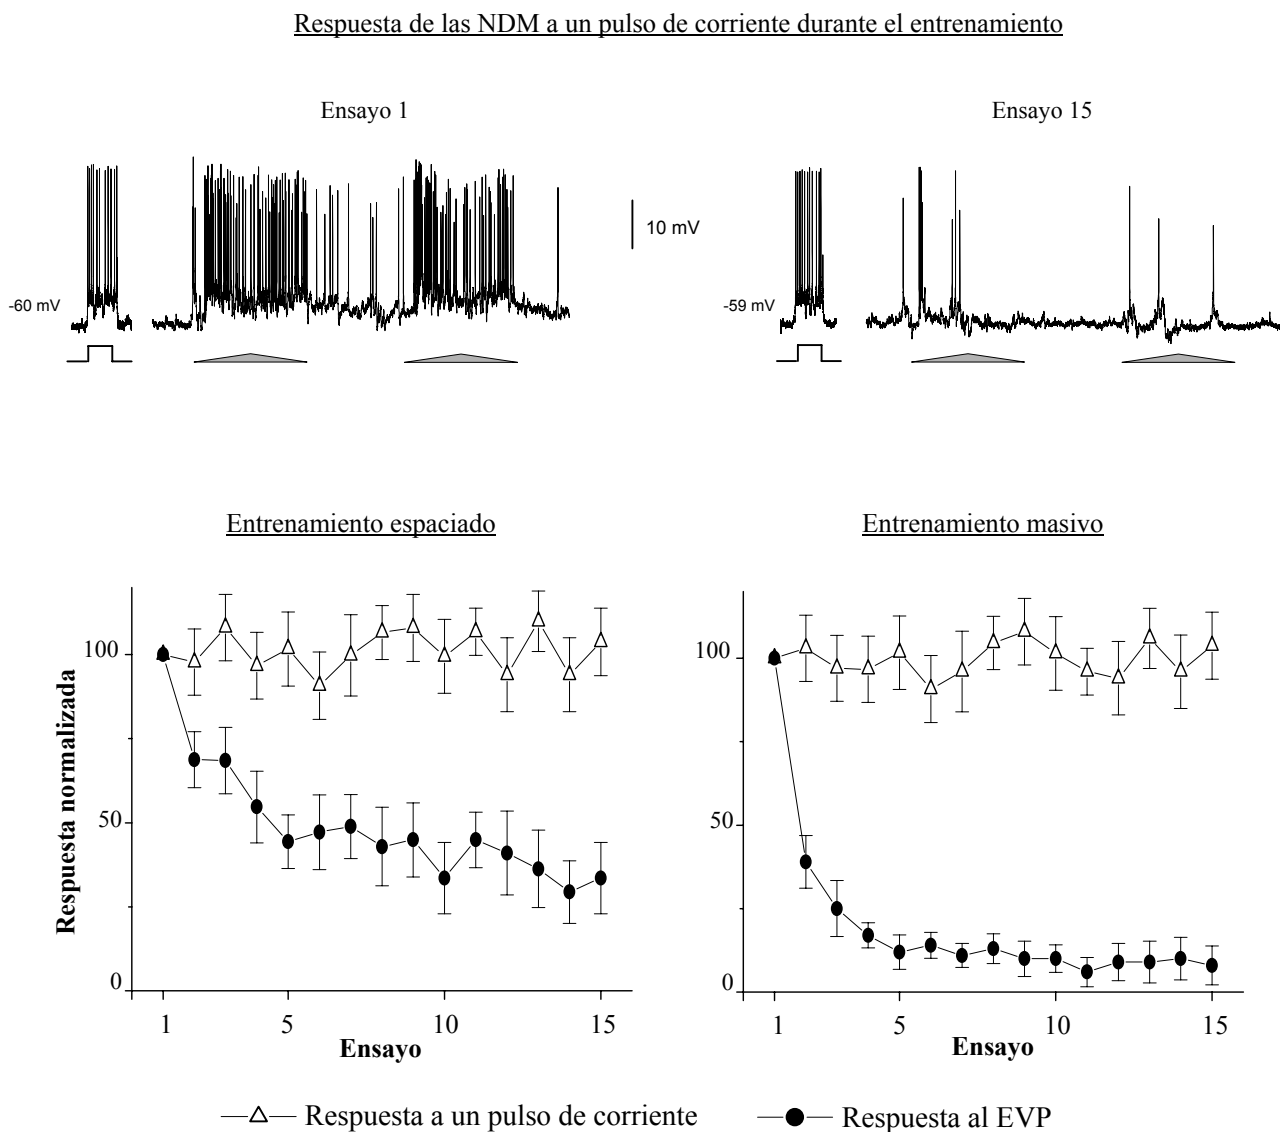 Respuesta de las NDM a un pulso de corriente durante el entrenamiento
Ensayo 1
Ensayo 15
10 mV
-60 mV
-59 mV
Entrenamiento espaciado
Entrenamiento masivo
Respuesta normalizada
100
50
0
1 5 10 15
Ensayo
100
50
0
1 5 10 15
Ensayo
Respuesta a un pulso de corriente
Respuesta al EVP